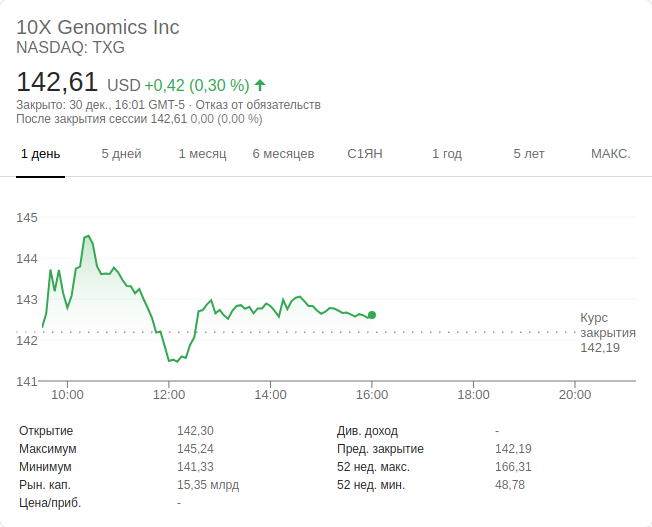 10X Genomics Inc
NASDAQ: TXG
142,61 USD +0,42 (0,30 %)
Закрыто: 30 дек., 16:01 GMT-5 · Отказ от обязательств
После закрытия сессии 142,61 0,00 (0,00 %)
1 день 5 дней 1 месяц 6 месяцев С1ЯН 1 год 5 лет МАКС.
145
144
143
142
141
Курс
закрытия
142,19
10:00 12:00 14:00 16:00 18:00 20:00
Открытие 142,30 Див. доход -
Максимум 145,24 Пред. закрытие 142,19
Минимум 141,33 52 нед. макс. 166,31
Рын. кап. 15,35 млрд 52 нед. мин. 48,78
Цена/приб. -